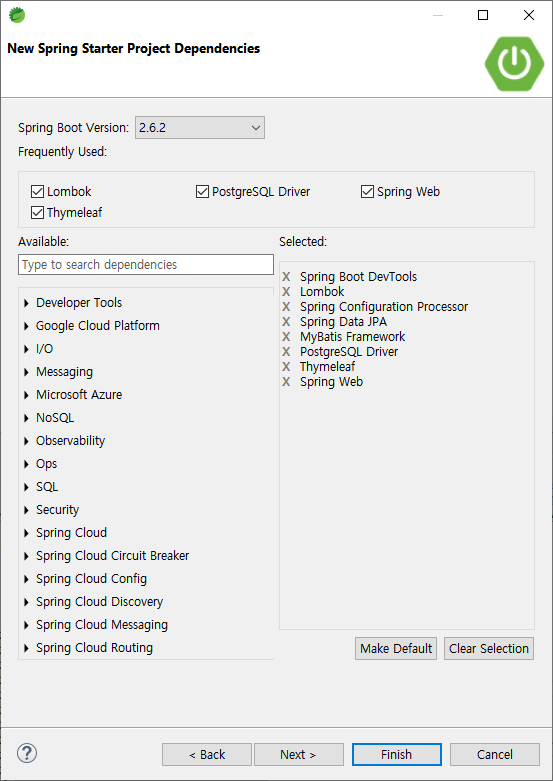 New Spring Starter Project Dependencies
Spring Boot Version: 2.6.2
Frequently Used:
Lombok PostgreSQL Driver Spring Web
Thymeleaf
Available: Selected:
Type to search dependencies
X Spring Boot DevTools
X Lombok
X Spring Configuration Processor
X Spring Data JPA
X MyBatis Framework
X PostgreSQL Driver
X Thymeleaf
X Spring Web
Developer Tools
Google Cloud Platform
I/O
Messaging
Microsoft Azure
NoSQL
Observability
Ops
SQL
Security
Spring Cloud
Spring Cloud Circuit Breaker
Spring Cloud Config
Spring Cloud Discovery
Spring Cloud Messaging
Spring Cloud Routing
Make Default Clear Selection
? < Back Next > Finish Cancel